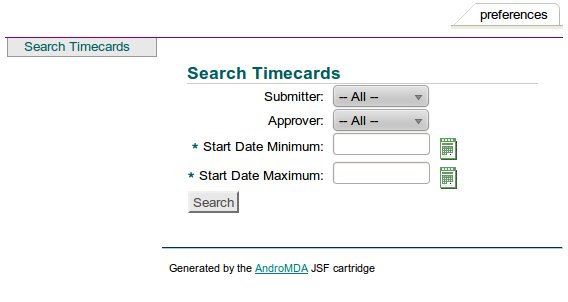 preferences
Search Timecards
Search Timecards
Submitter: -- All --
Approver: -- All --
* Start Date Minimum:
* Start Date Maximum:
Search
Generated by the AndroMDA JSF cartridge